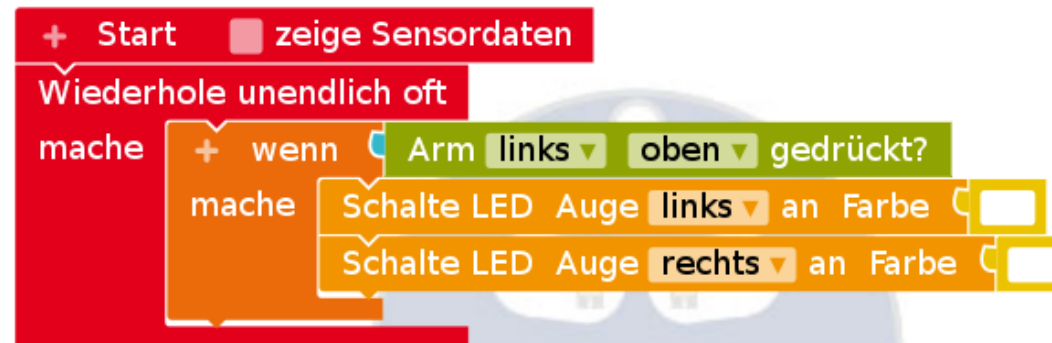 + Start zeige Sensordaten
Wiederhole unendlich oft
mache + wenn Arm links oben gedrückt?
mache Schalte LED Auge links an Farbe
Schalte LED Auge rechts an Farbe